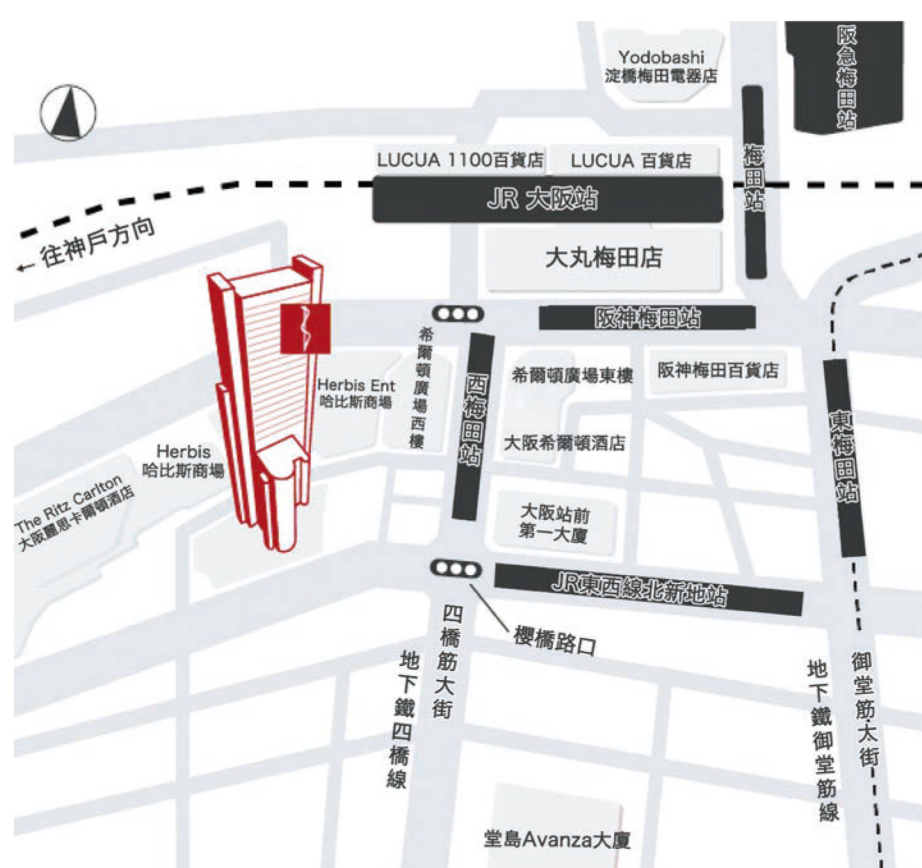 Yodobashi
淀橋梅田電器店
阪急梅田站
LUCUA 1100百貨店
LUCUA 百貨店
梅田站
JR 大阪站
← 往神戶方向
大丸梅田店
阪神梅田站
希爾頓廣場西樓
西梅田站
希爾頓廣場東樓
阪神梅田百貨店
Herbis Ent
哈比斯商場
東梅田站
大阪希爾頓酒店
Herbis
哈比斯商場
The Ritz Carlton
大阪麗思卡爾頓酒店
大阪站前
第一大廈
JR東西線北新地站
櫻橋路口
四橋筋大街
地下鐵四橋線
御堂筋大街
地下鐵御堂筋線
堂島Avanza大廈